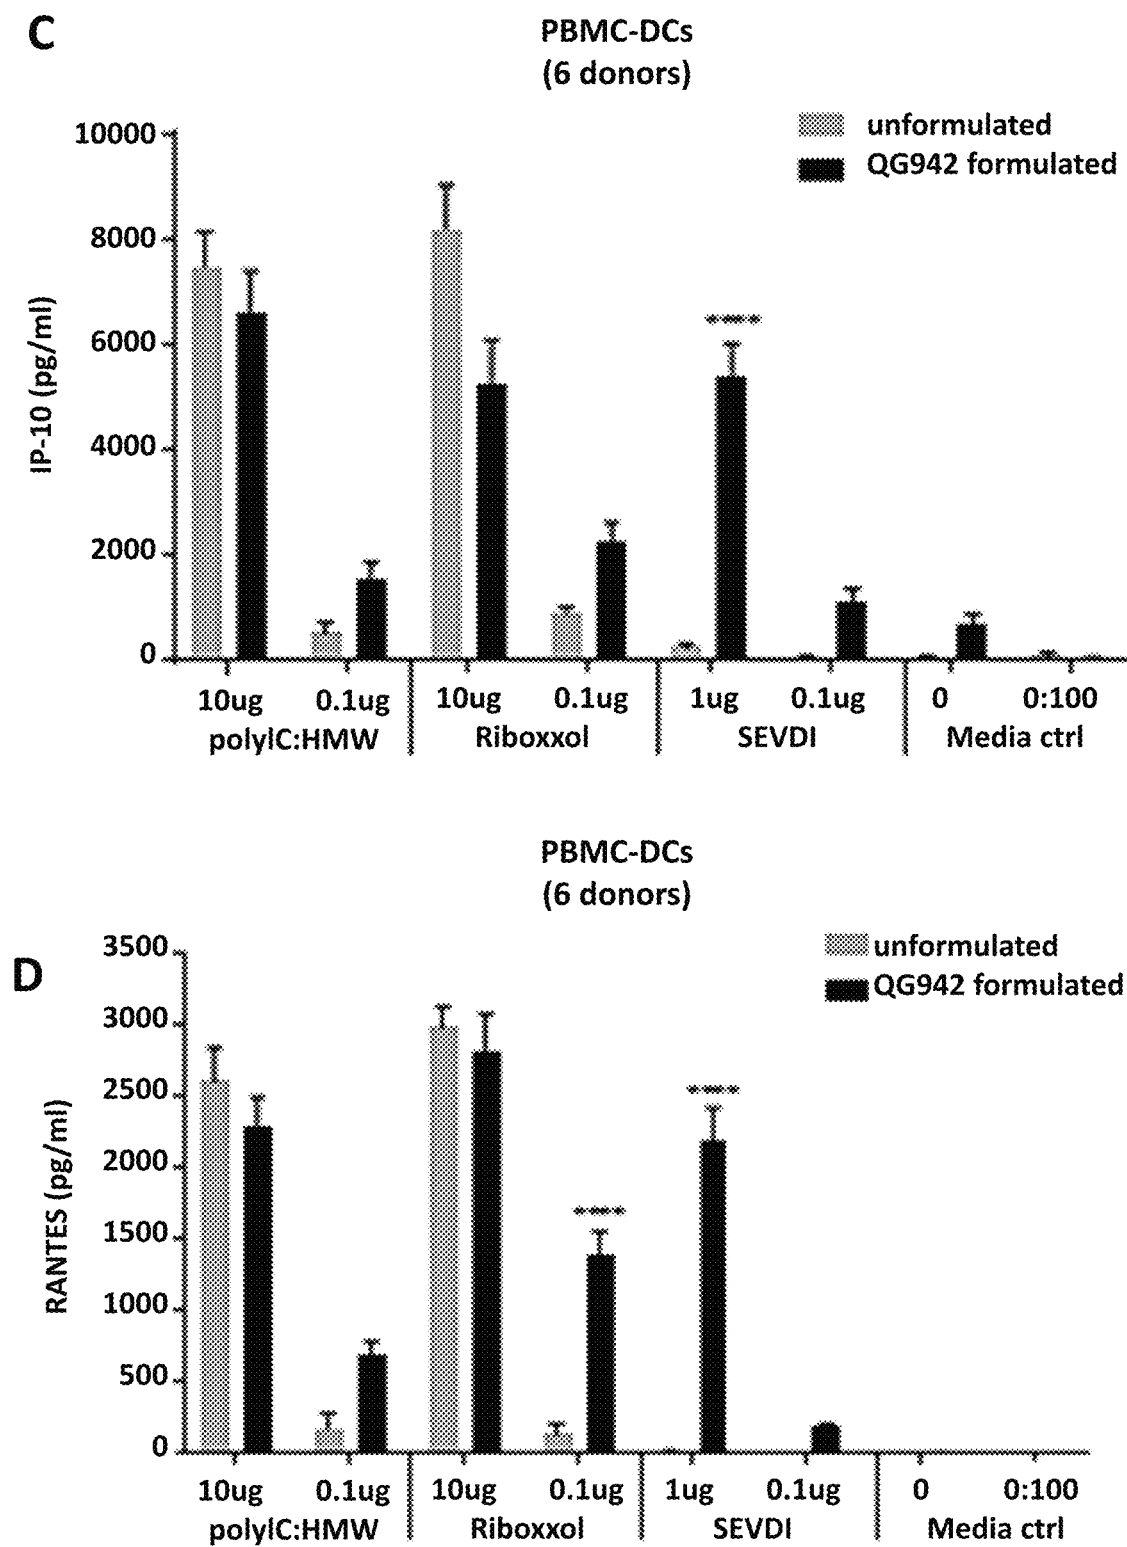 C
PBMC-DCs
(6 donors)
unformulated
QG942 formulated
10000
8000
6000
4000
2000
0
IP-10 (pg/ml)
10ug 0.1ug 10ug 0.1ug 1ug 0.1ug 0 0:100
polyIC:HMW Riboxxol SEVDI Media ctrl
PBMC-DCs
(6 donors)
D
unformulated
QG942 formulated
3500
3000
2500
2000
1500
1000
500
0
RANTES (pg/ml)
10ug 0.1ug 10ug 0.1ug 1ug 0.1ug 0 0:100
polyIC:HMW Riboxxol SEVDI Media ctrl